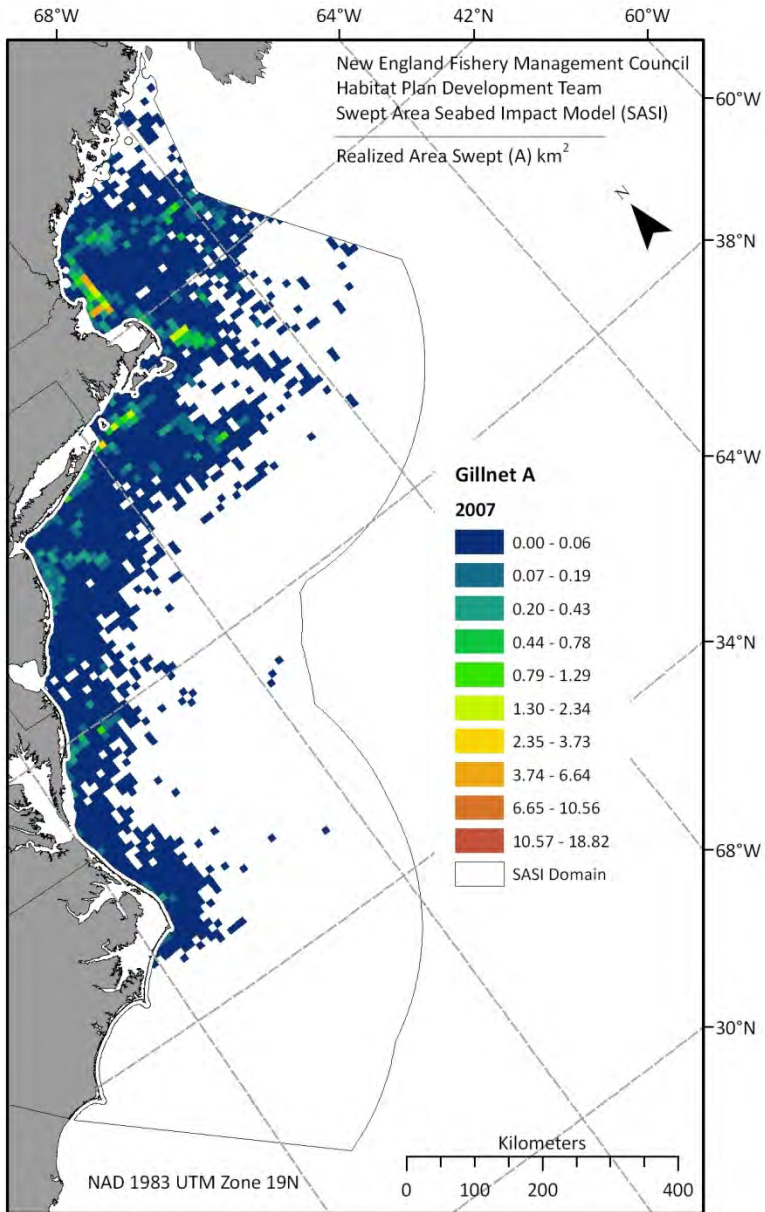 68°W 64°W 42°N 60°W
New England Fishery Management Council
Habitat Plan Development Team
Swept Area Seabed Impact Model (SASI)
Realized Area Swept (A) km²
60°W
N
38°N
64°W
Gillnet A
2007
0.00 - 0.06
0.07 - 0.19
0.20 - 0.43
0.44 - 0.78
0.79 - 1.29
1.30 - 2.34
2.35 - 3.73
3.74 - 6.64
6.65 - 10.56
10.57 - 18.82
SASI Domain
34°N
68°W
30°N
Kilometers
0 100 200 300 400
NAD 1983 UTM Zone 19N